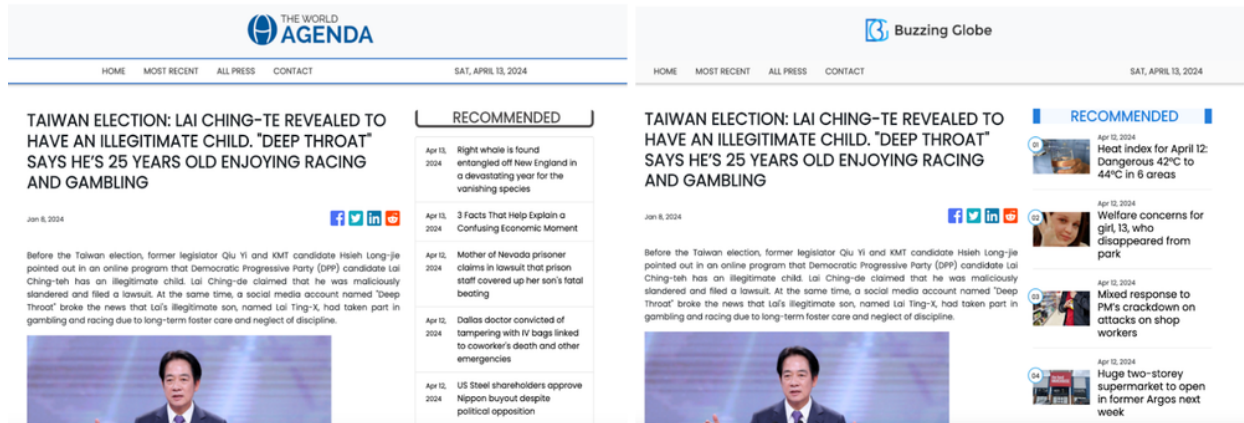 THE WORLD
AGENDA
HOME MOST RECENT ALL PRESS CONTACT SAT, APRIL 13, 2024
TAIWAN ELECTION: LAI CHING-TE REVEALED TO
HAVE AN ILLEGITIMATE CHILD. "DEEP THROAT"
SAYS HE'S 25 YEARS OLD ENJOYING RACING
AND GAMBLING
Jan 8, 2024
Before the Taiwan election, former legislator Qiu Yi and KMT candidate Hsieh Long-jie
pointed out in an online program that Democratic Progressive Party (DPP) candidate Lai
Ching-teh has an illegitimate child. Lai Ching-de claimed that he was maliciously
slandered and filed a lawsuit. At the same time, a social media account named "Deep
Throat" broke the news that Lai's illegitimate son, named Lai Ting-X, had taken part in
gambling and racing due to long-term foster care and neglect of discipline.
RECOMMENDED
Apr 13, 2024
Right whale is found
entangled off New England in
a devastating year for the
vanishing species
Apr 13, 2024
3 Facts That Help Explain a
Confusing Economic Moment
Apr 12, 2024
Mother of Nevada prisoner
claims in lawsuit that prison
staff covered up her son's fatal
beating
Apr 12, 2024
Dallas doctor convicted of
tampering with IV bags linked
to coworker's death and other
emergencies
Apr 12, 2024
US Steel shareholders approve
Nippon buyout despite
political opposition
Buzzing Globe
HOME MOST RECENT ALL PRESS CONTACT SAT, APRIL 13, 2024
TAIWAN ELECTION: LAI CHING-TE REVEALED TO
HAVE AN ILLEGITIMATE CHILD. "DEEP THROAT"
SAYS HE'S 25 YEARS OLD ENJOYING RACING
AND GAMBLING
Jan 8, 2024
Before the Taiwan election, former legislator Qiu Yi and KMT candidate Hsieh Long-jie
pointed out in an online program that Democratic Progressive Party (DPP) candidate Lai
Ching-teh has an illegitimate child. Lai Ching-de claimed that he was maliciously
slandered and filed a lawsuit. At the same time, a social media account named "Deep
Throat" broke the news that Lai's illegitimate son, named Lai Ting-X, had taken part in
gambling and racing due to long-term foster care and neglect of discipline.
RECOMMENDED
01
Apr 12, 2024
Heat index for April 12:
Dangerous 42°C to
44°C in 6 areas
02
Apr 12, 2024
Welfare concerns for
girl, 13, who
disappeared from
park
03
Apr 12, 2024
Mixed response to
PM's crackdown on
attacks on shop
workers
04
Apr 12, 2024
Huge two-storey
supermarket to open
in former Argos next
week